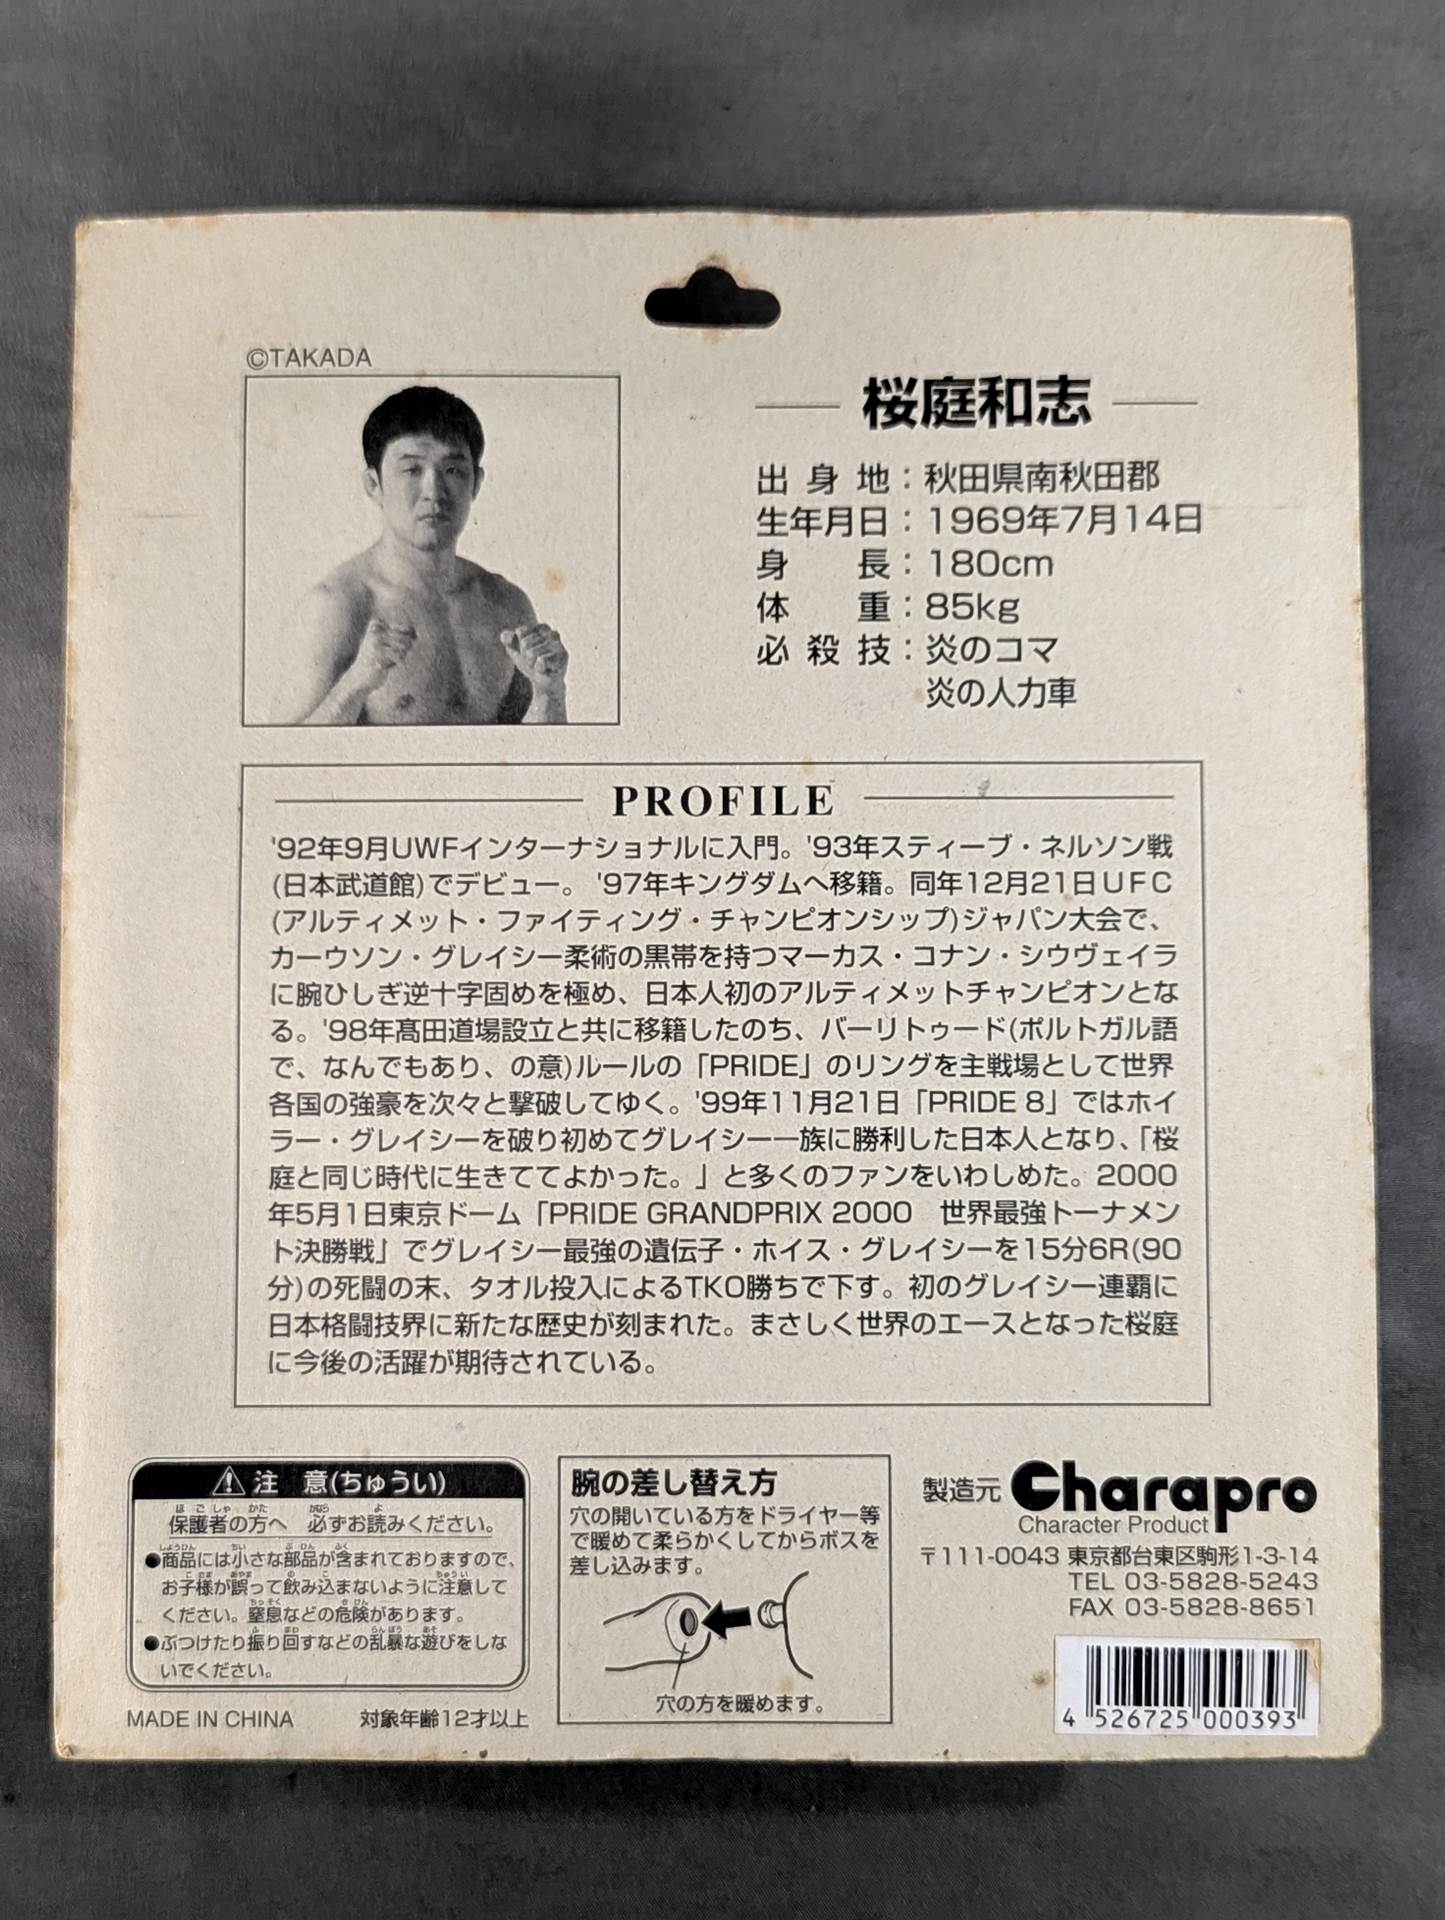 ©TAKADA
桜庭和志
出身地：秋田県南秋田郡
生年月日：1969年7月14日
身長：180cm
体重：85kg
必殺技：炎のコマ
炎の人力車
PROFILE
'92年9月UWFインターナショナルに入門。'93年スティーブ・ネルソン戦
(日本武道館)でデビュー。 '97年キングダムへ移籍。同年12月21日UFC
(アルティメット・ファイティング・チャンピオンシップ)ジャパン大会で、
カーウソン・グレイシー柔術の黒帯を持つマーカス・コナン・シウヴェイラ
に腕ひしぎ逆十字固めを極め、日本人初のアルティメットチャンピオンとな
る。'98年髙田道場設立と共に移籍したのち、バーリトゥード(ポルトガル語
で、なんでもあり、の意)ルールの「PRIDE」のリングを主戦場として世界
各国の強豪を次々と撃破してゆく。'99年11月21日「PRIDE 8」ではホイ
ラー・グレイシーを破り初めてグレイシー一族に勝利した日本人となり、「桜
庭と同じ時代に生きててよかった。」と多くのファンをいわしめた。2000
年5月1日東京ドーム「PRIDE GRANDPRIX 2000　世界最強トーナメン
ト決勝戦」でグレイシー最強の遺伝子・ホイス・グレイシーを15分6R(90
分)の死闘の末、タオル投入によるTKO勝ちで下す。初のグレイシー連覇に
日本格闘技界に新たな歴史が刻まれた。まさしく世界のエースとなった桜庭
に今後の活躍が期待されている。
注 意(ちゅうい)
保護者の方へ 必ずお読みください。
●商品には小さな部品が含まれておりますので、
お子様が誤って飲み込まないように注意して
ください。窒息などの危険があります。
●ぶつけたり振り回すなどの乱暴な遊びをしな
いでください。
MADE IN CHINA 対象年齢12才以上
腕の差し替え方
穴の開いている方をドライヤー等
で暖めて柔らかくしてからボスを
差し込みます。
穴の方を暖めます。
製造元 Charapro
Character Product
〒111-0043 東京都台東区駒形1-3-14
TEL 03-5828-5243
FAX 03-5828-8651
4 526725 000393